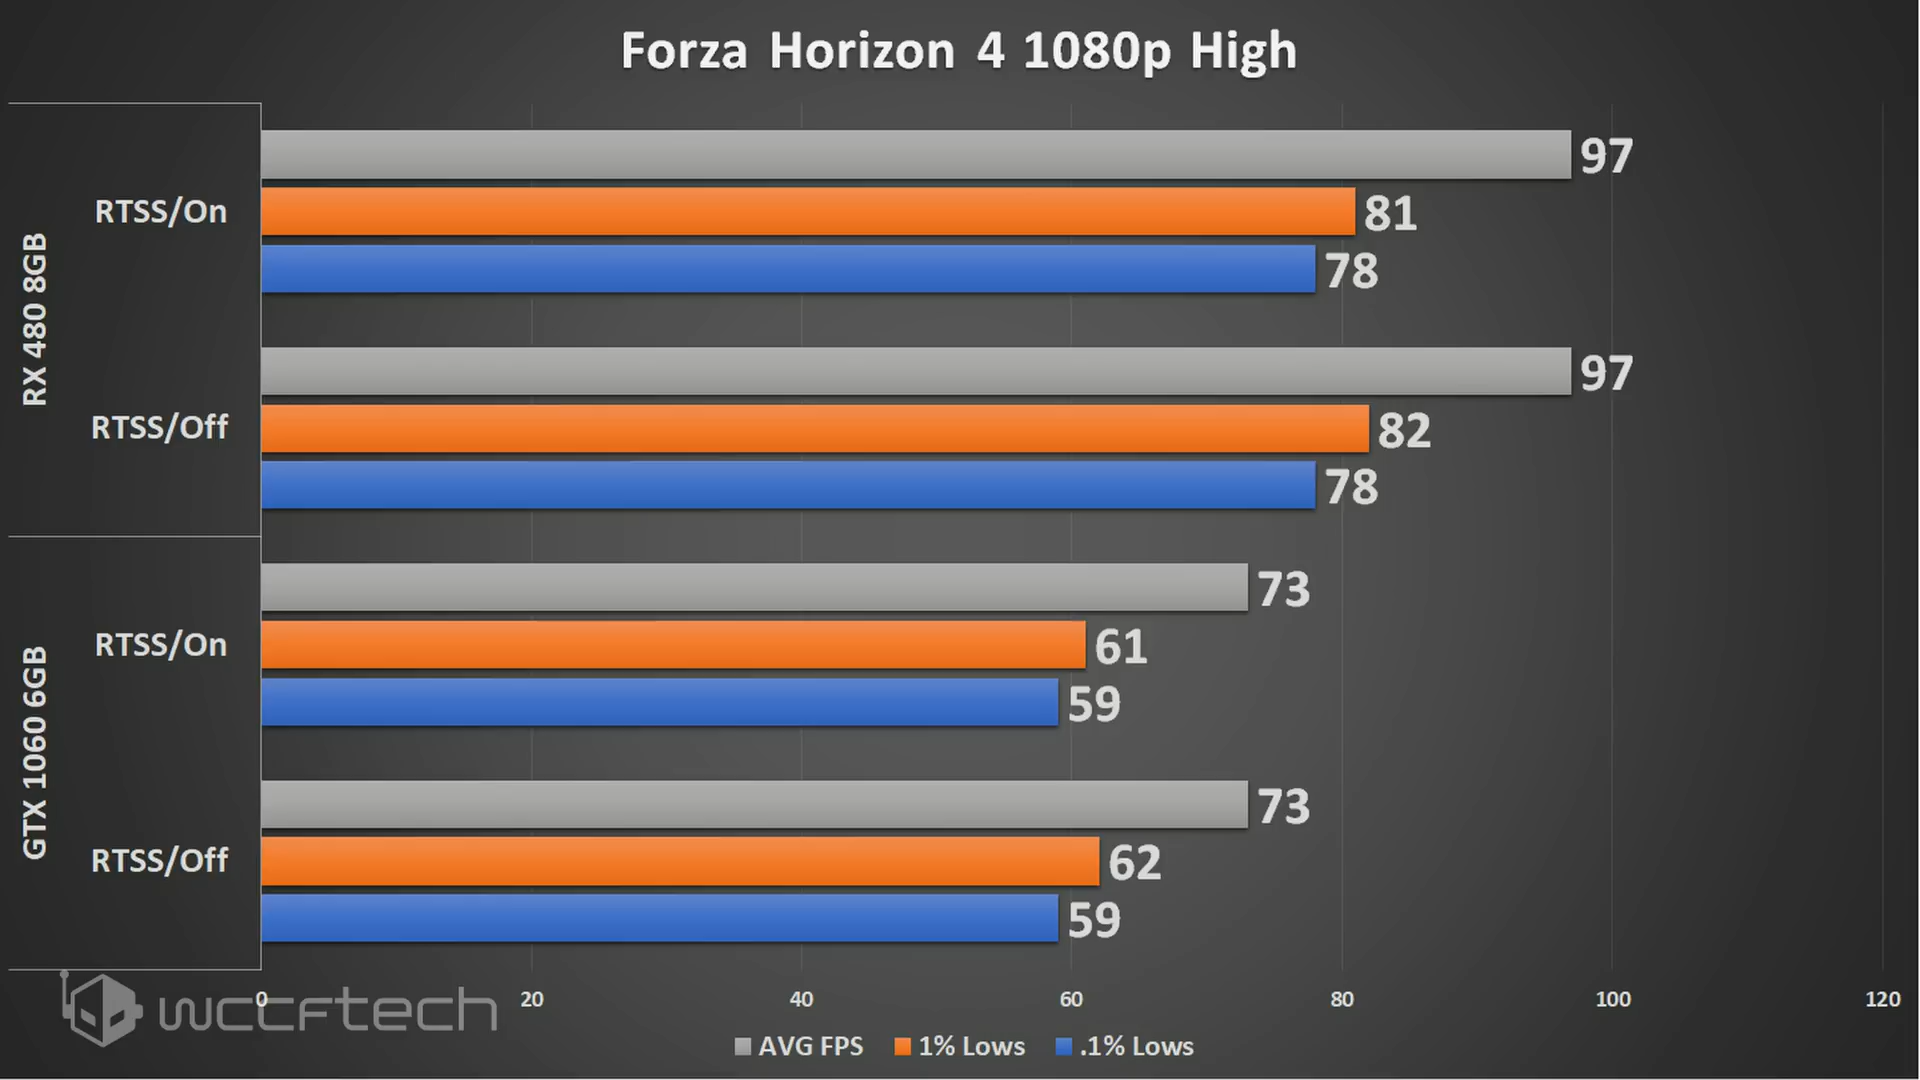 Forza Horizon 4 1080p High
RX 480 8GB
RTSS/On
97
81
78
RTSS/Off
97
82
78
GTX 1060 6GB
RTSS/On
73
61
59
RTSS/Off
73
62
59
0 20 40 60 80 100 120
wccftech
AVG FPS 1% Lows .1% Lows